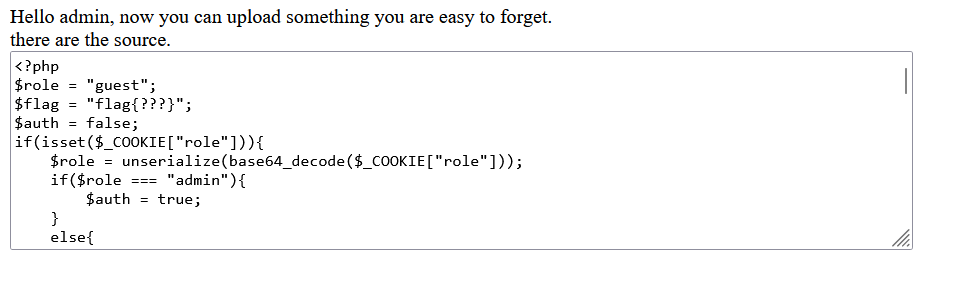 Hello admin, now you can upload something you are easy to forget.
there are the source.
<?php
$role = "guest";
$flag = "flag{???}";
$auth = false;
if(isset($_COOKIE["role"])){
    $role = unserialize(base64_decode($_COOKIE["role"]));
    if($role === "admin"){
        $auth = true;
    }
    else{